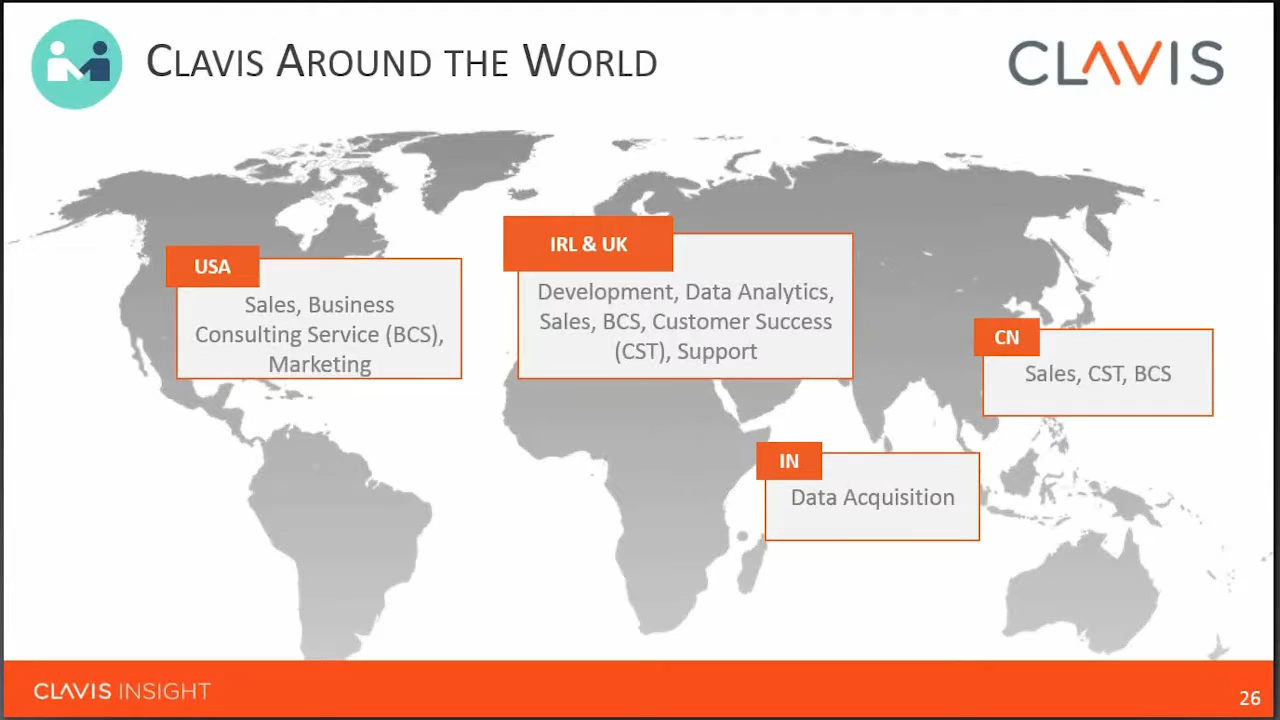 CLAVIS AROUND THE WORLD
CLAVIS
USA
Sales, Business
Consulting Service (BCS),
Marketing
IRL & UK
Development, Data Analytics,
Sales, BCS, Customer Success
(CST), Support
CN
Sales, CST, BCS
IN
Data Acquisition
CLAVIS INSIGHT
26